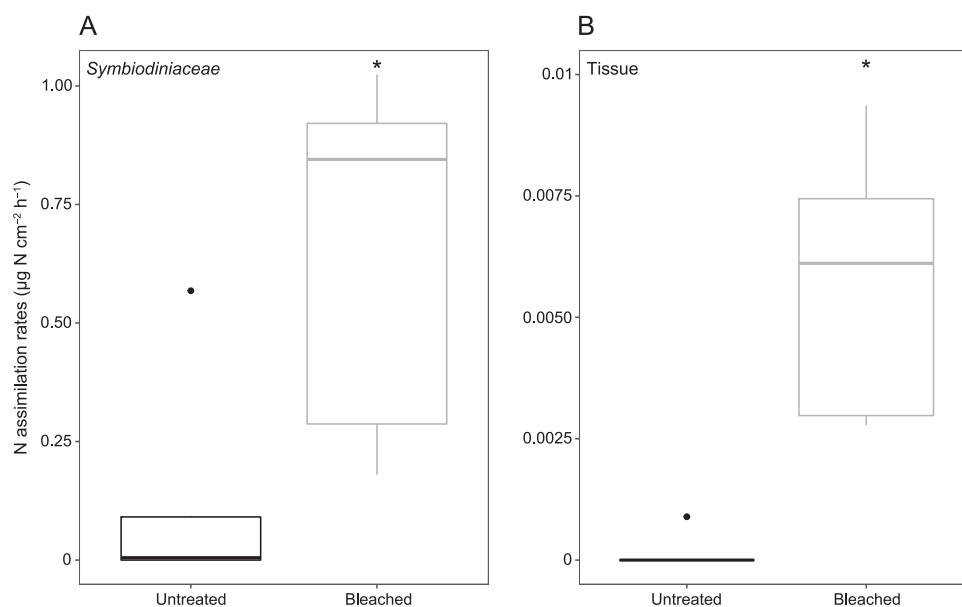 A
B
Symbiodiniaceae
*
Tissue
*
N assimilation rates (µg N cm⁻² h⁻¹)
1.00
0.75
0.50
0.25
0
0.01
0.0075
0.0050
0.0025
0
Untreated
Bleached
Untreated
Bleached